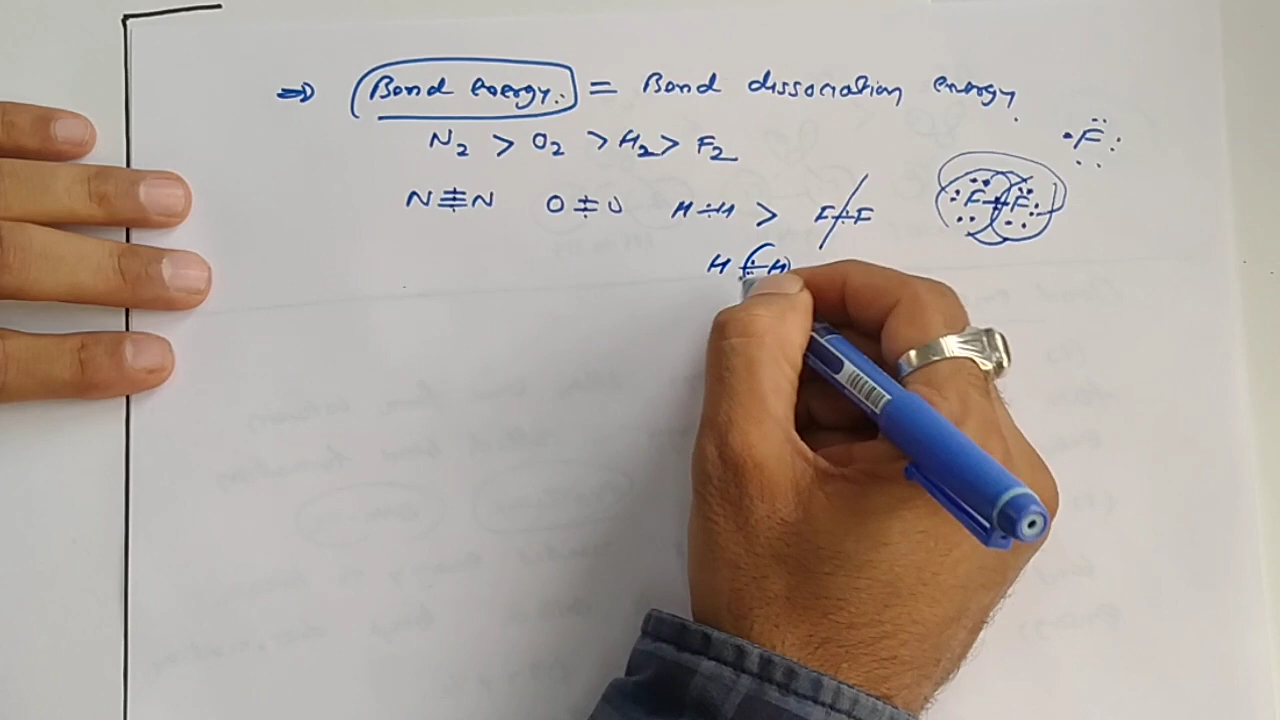 ⇒ Bond energy. = Bond dissociation energy.
N₂ > O₂ > H₂ > F₂
·F:
N≡N O=O H-H > F-F F-F
H-H